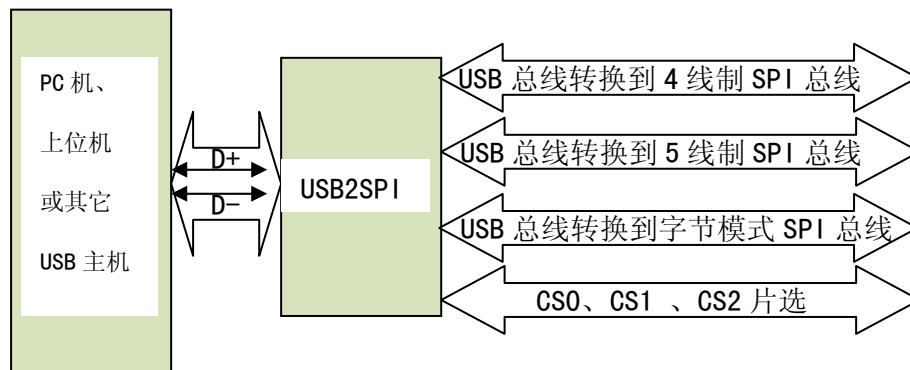 PC 机、
上位机
或其它
USB 主机
D+
D-
USB2SPI
USB 总线转换到 4 线制 SPI 总线
USB 总线转换到 5 线制 SPI 总线
USB 总线转换到字节模式 SPI 总线
CS0、CS1 、CS2 片选